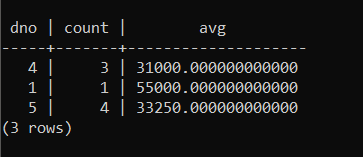 dno | count | avg
-----+-------+--------------------
4 | 3 | 31000.000000000000
1 | 1 | 55000.000000000000
5 | 4 | 33250.000000000000
(3 rows)